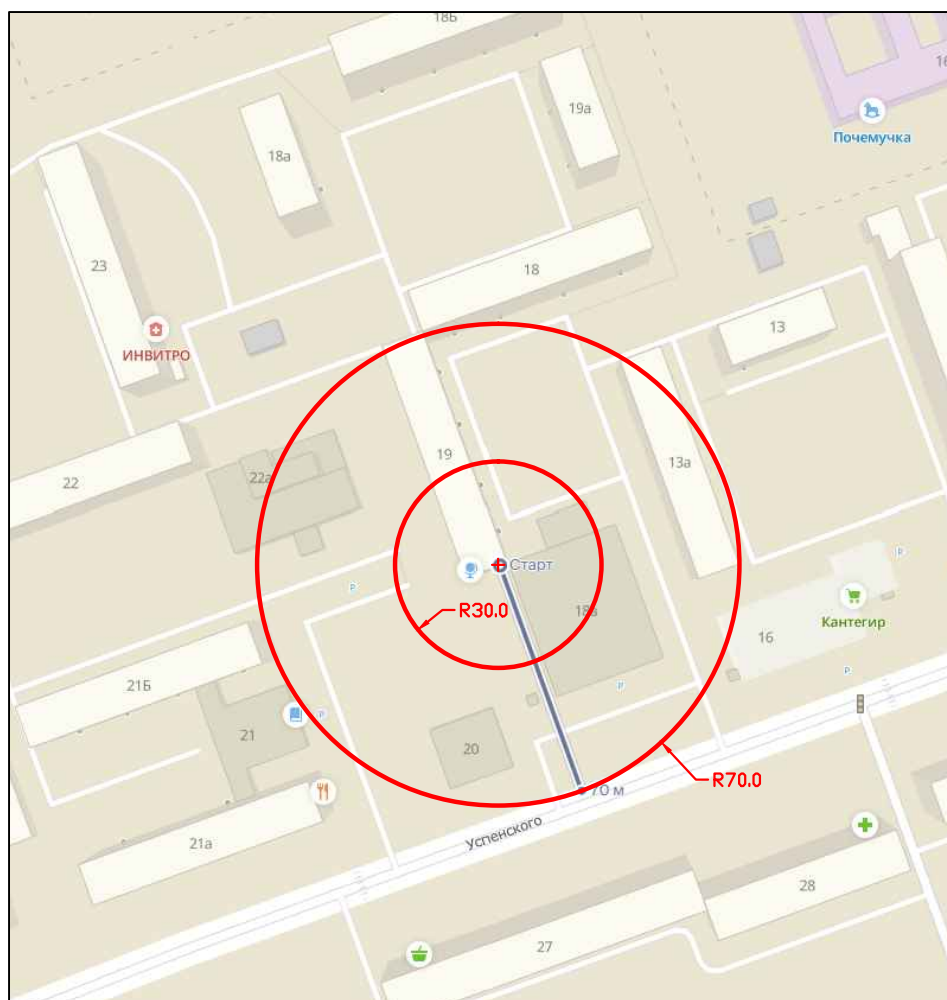 18Б
16
19а
Почемучка
18а
23
18
13
ИНВИТРО
19
13а
22
22а
Старт
Р
Р
18в
R30.0
Кантегир
16
Р
Р
21Б
Р
21
20
R70.0
70 м
Успенского
21а
28
27